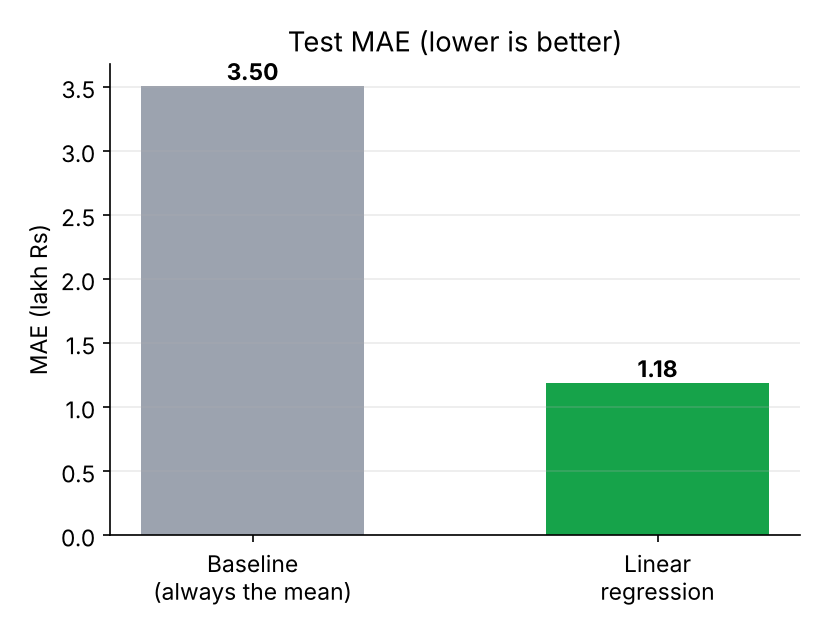 Test MAE (lower is better)
3.50
1.18
MAE (lakh Rs)
3.5
3.0
2.5
2.0
1.5
1.0
0.5
0.0
Baseline
(always the mean)
Linear
regression